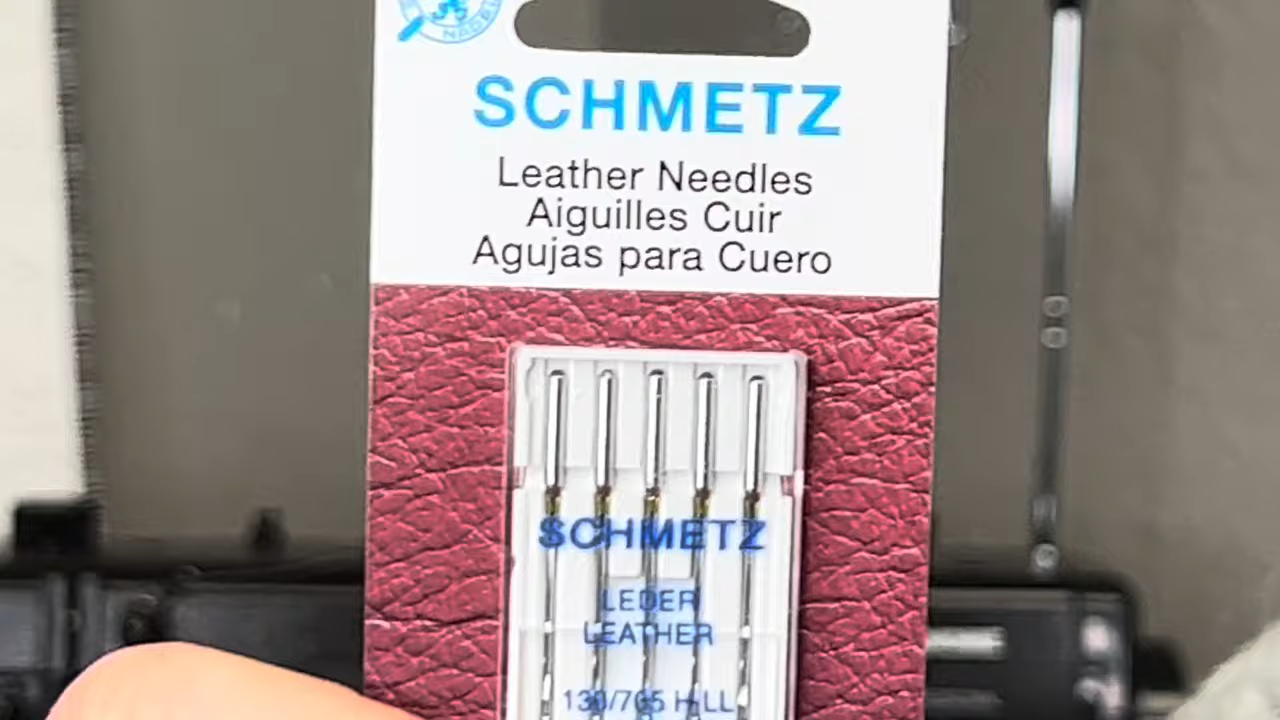 SCHMETZ
Leather Needles
Aiguilles Cuir
Agujas para Cuero
SCHMETZ
LEDER
LEATHER
130/705 H LL